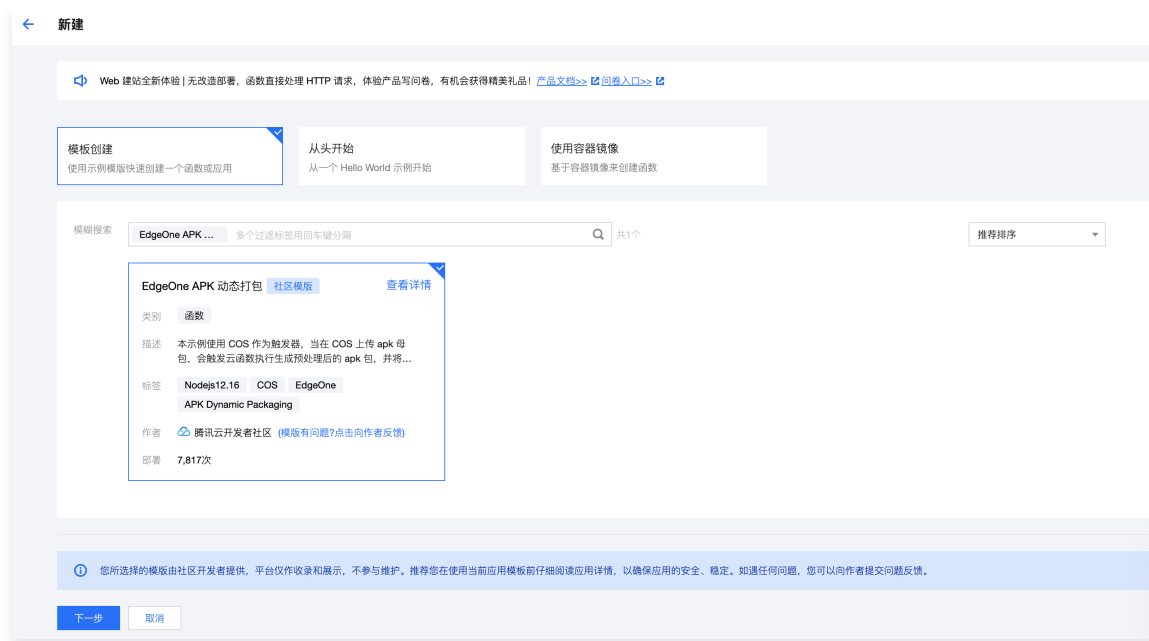 新建
Web 建站全新体验 | 无改造部署，函数直接处理 HTTP 请求，体验产品写问卷，有机会获得精美礼品！产品文档>> 问卷入口>>
模板创建
使用示例模版快速创建一个函数或应用
从头开始
从一个 Hello World 示例开始
使用容器镜像
基于容器镜像来创建函数
模糊搜索 EdgeOne APK ... 多个过滤标签用回车键分隔 共1个 推荐排序
EdgeOne APK 动态打包 社区模版 查看详情
类别 函数
描述 本示例使用 COS 作为触发器，当在 COS 上传 apk 母
包，会触发云函数执行生成预处理后的 apk 包，并将...
标签 Nodejs12.16 COS EdgeOne
APK Dynamic Packaging
作者 腾讯云开发者社区 (模版有问题?点击向作者反馈)
部署 7,817次
您所选择的模版由社区开发者提供，平台仅作收录和展示，不参与维护。推荐您在使用当前应用模板前仔细阅读应用详情，以确保应用的安全、稳定。如遇任何问题，您可以向作者提交问题反馈。
下一步 取消